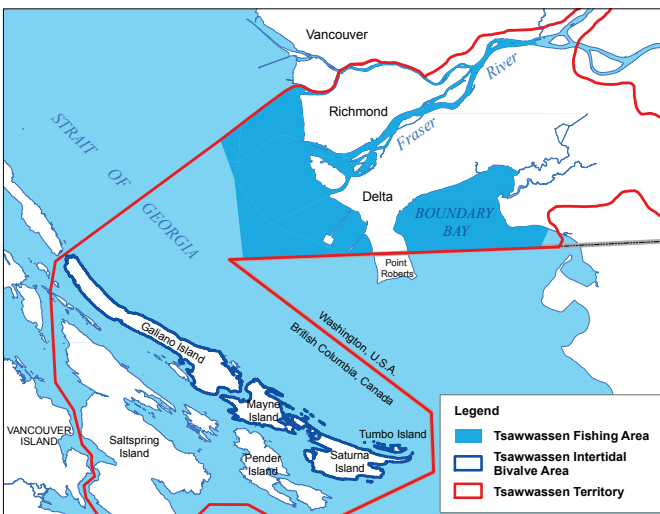 Vancouver
Richmond
Fraser
River
STRAIT OF GEORGIA
Delta
BOUNDARY
BAY
Point
Roberts
Washington, U.S.A.
British Columbia, Canada
Galiano Island
Mayne
Island
Tumbo Island
VANCOUVER
ISLAND
Saltspring
Island
Pender
Island
Saturna
Island
Legend
Tsawwassen Fishing Area
Tsawwassen Intertidal
Bivalve Area
Tsawwassen Territory